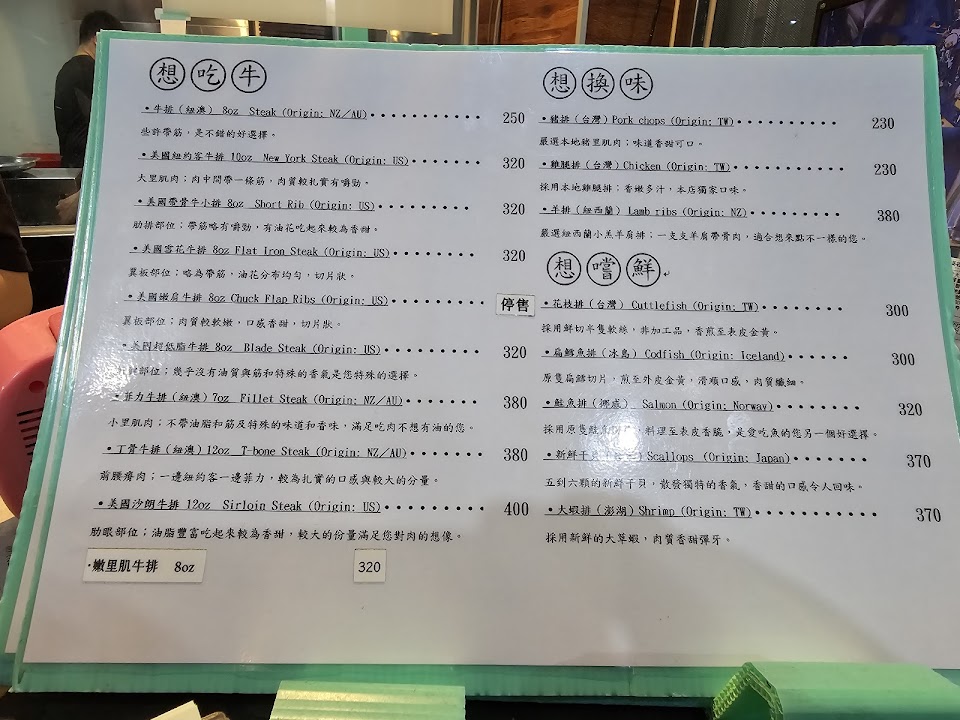 想吃牛
•牛排（紐澳） 8oz Steak (Origin: NZ/AU) 250
些許帶筋，是不錯的好選擇。
•美國紐約客牛排 10oz New York Steak (Origin: US) 320
大里肌肉；肉中間帶一條筋，肉質較扎實有嚼勁。
•美國帶骨牛小排 8oz Short Rib (Origin: US) 320
肋排部位；帶筋略有嚼勁，有油花吃起來較為香甜。
•美國雪花牛排 8oz Flat Iron Steak (Origin: US) 320
翼板部位；略為帶筋，油花分布均勻，切片狀。
•美國嫩肩牛排 8oz Chuck Flap Ribs (Origin: US) 停售
翼板部位；肉質較軟嫩，口感香甜，切片狀。
•美國超低脂牛排 8oz Blade Steak (Origin: US) 320
部位；幾乎沒有油質與筋和特殊的香氣是您特殊的選擇。
•菲力牛排（紐澳）7oz Fillet Steak (Origin: NZ/AU) 380
小里肌肉；不帶油脂和筋及特殊的味道和香味，滿足吃肉不想有油的您。
•丁骨牛排（紐澳）12oz T-bone Steak (Origin: NZ/AU) 380
前腰瘠肉；一邊紐約客一邊菲力，較為扎實的口感與較大的分量。
•美國沙朗牛排 12oz Sirloin Steak (Origin: US) 400
肋眼部位；油脂豐富吃起來較為香甜，較大的份量滿足您對肉的想像。
•嫩里肌牛排 8oz 320
想換味
•豬排（台灣）Pork chops (Origin: TW) 230
嚴選本地豬里肌肉；味道香甜可口。
•雞腿排（台灣）Chicken (Origin: TW) 230
採用本地雞腿排；香嫩多汁，本店獨家口味。
•羊排（紐西蘭）Lamb ribs (Origin: NZ) 380
嚴選紐西蘭小羔羊肩排；一支支羊肩帶骨肉，適合想來點不一樣的您。
想嚐鮮
•花枝排（台灣） Cuttlefish (Origin: TW) 300
採用鮮切半隻軟絲，非加工品，香煎至表皮金黃。
•扁鱈魚排（冰島） Codfish (Origin: Iceland) 300
原隻扁鱈切片，煎至外皮金黃，滑順口感，肉質纖細。
•鮭魚排（挪威） Salmon (Origin: Norway) 320
採用原隻鮭魚 料理至表皮香脆，是愛吃魚的您另一個好選擇。
•新鮮干貝 Scallops (Origin: Japan) 370
五到六顆的新鮮干貝，散發獨特的香氣，香甜的口感令人回味。
•大蝦排（澎湖）Shrimp (Origin: TW) 370
採用新鮮的大草蝦，肉質香甜彈牙。